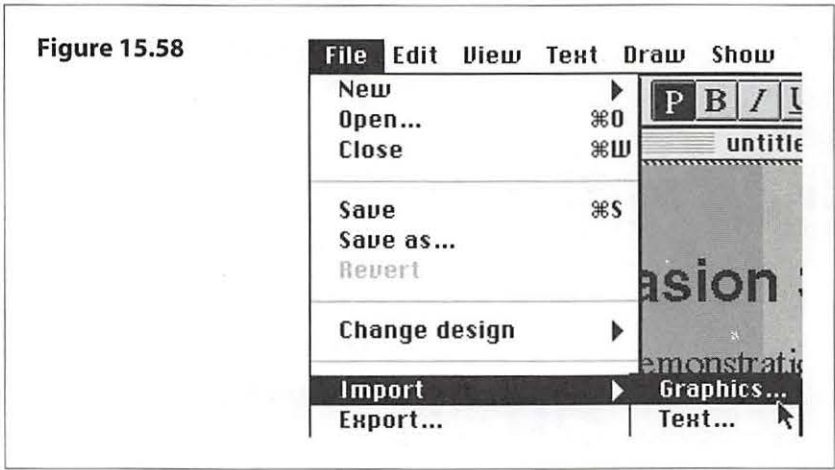 Figure 15.58
File Edit View Text Draw Show
New
Open... ⌘O
Close ⌘W
Save ⌘S
Save as...
Revert
Change design
Import
Export...
Graphics...
Text...
P B I U
untitle
asion
emonstratio